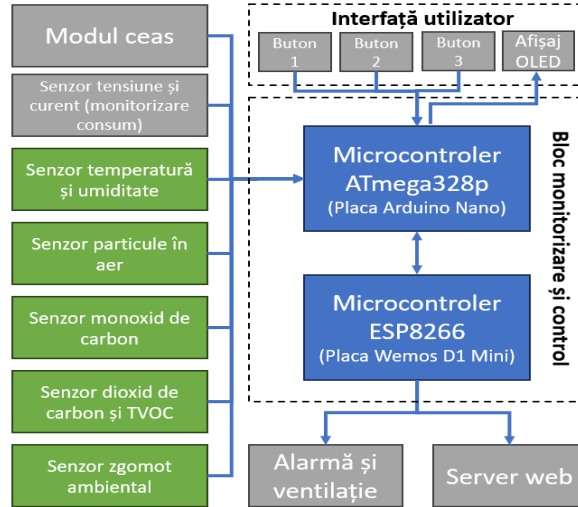 Modul ceas
Senzor tensiune și
curent (monitorizare
consum)
Senzor temperatură
și umiditate
Senzor particule în
aer
Senzor monoxid de
carbon
Senzor dioxid de
carbon și TVOC
Senzor zgomot
ambiental
Interfață utilizator
Buton
1
Buton
2
Buton
3
Afișaj
OLED
Microcontroler
ATmega328p
(Placa Arduino Nano)
Microcontroler
ESP8266
(Placa Wemos D1 Mini)
Bloc monitorizare și control
Alarmă și
ventilație
Server web